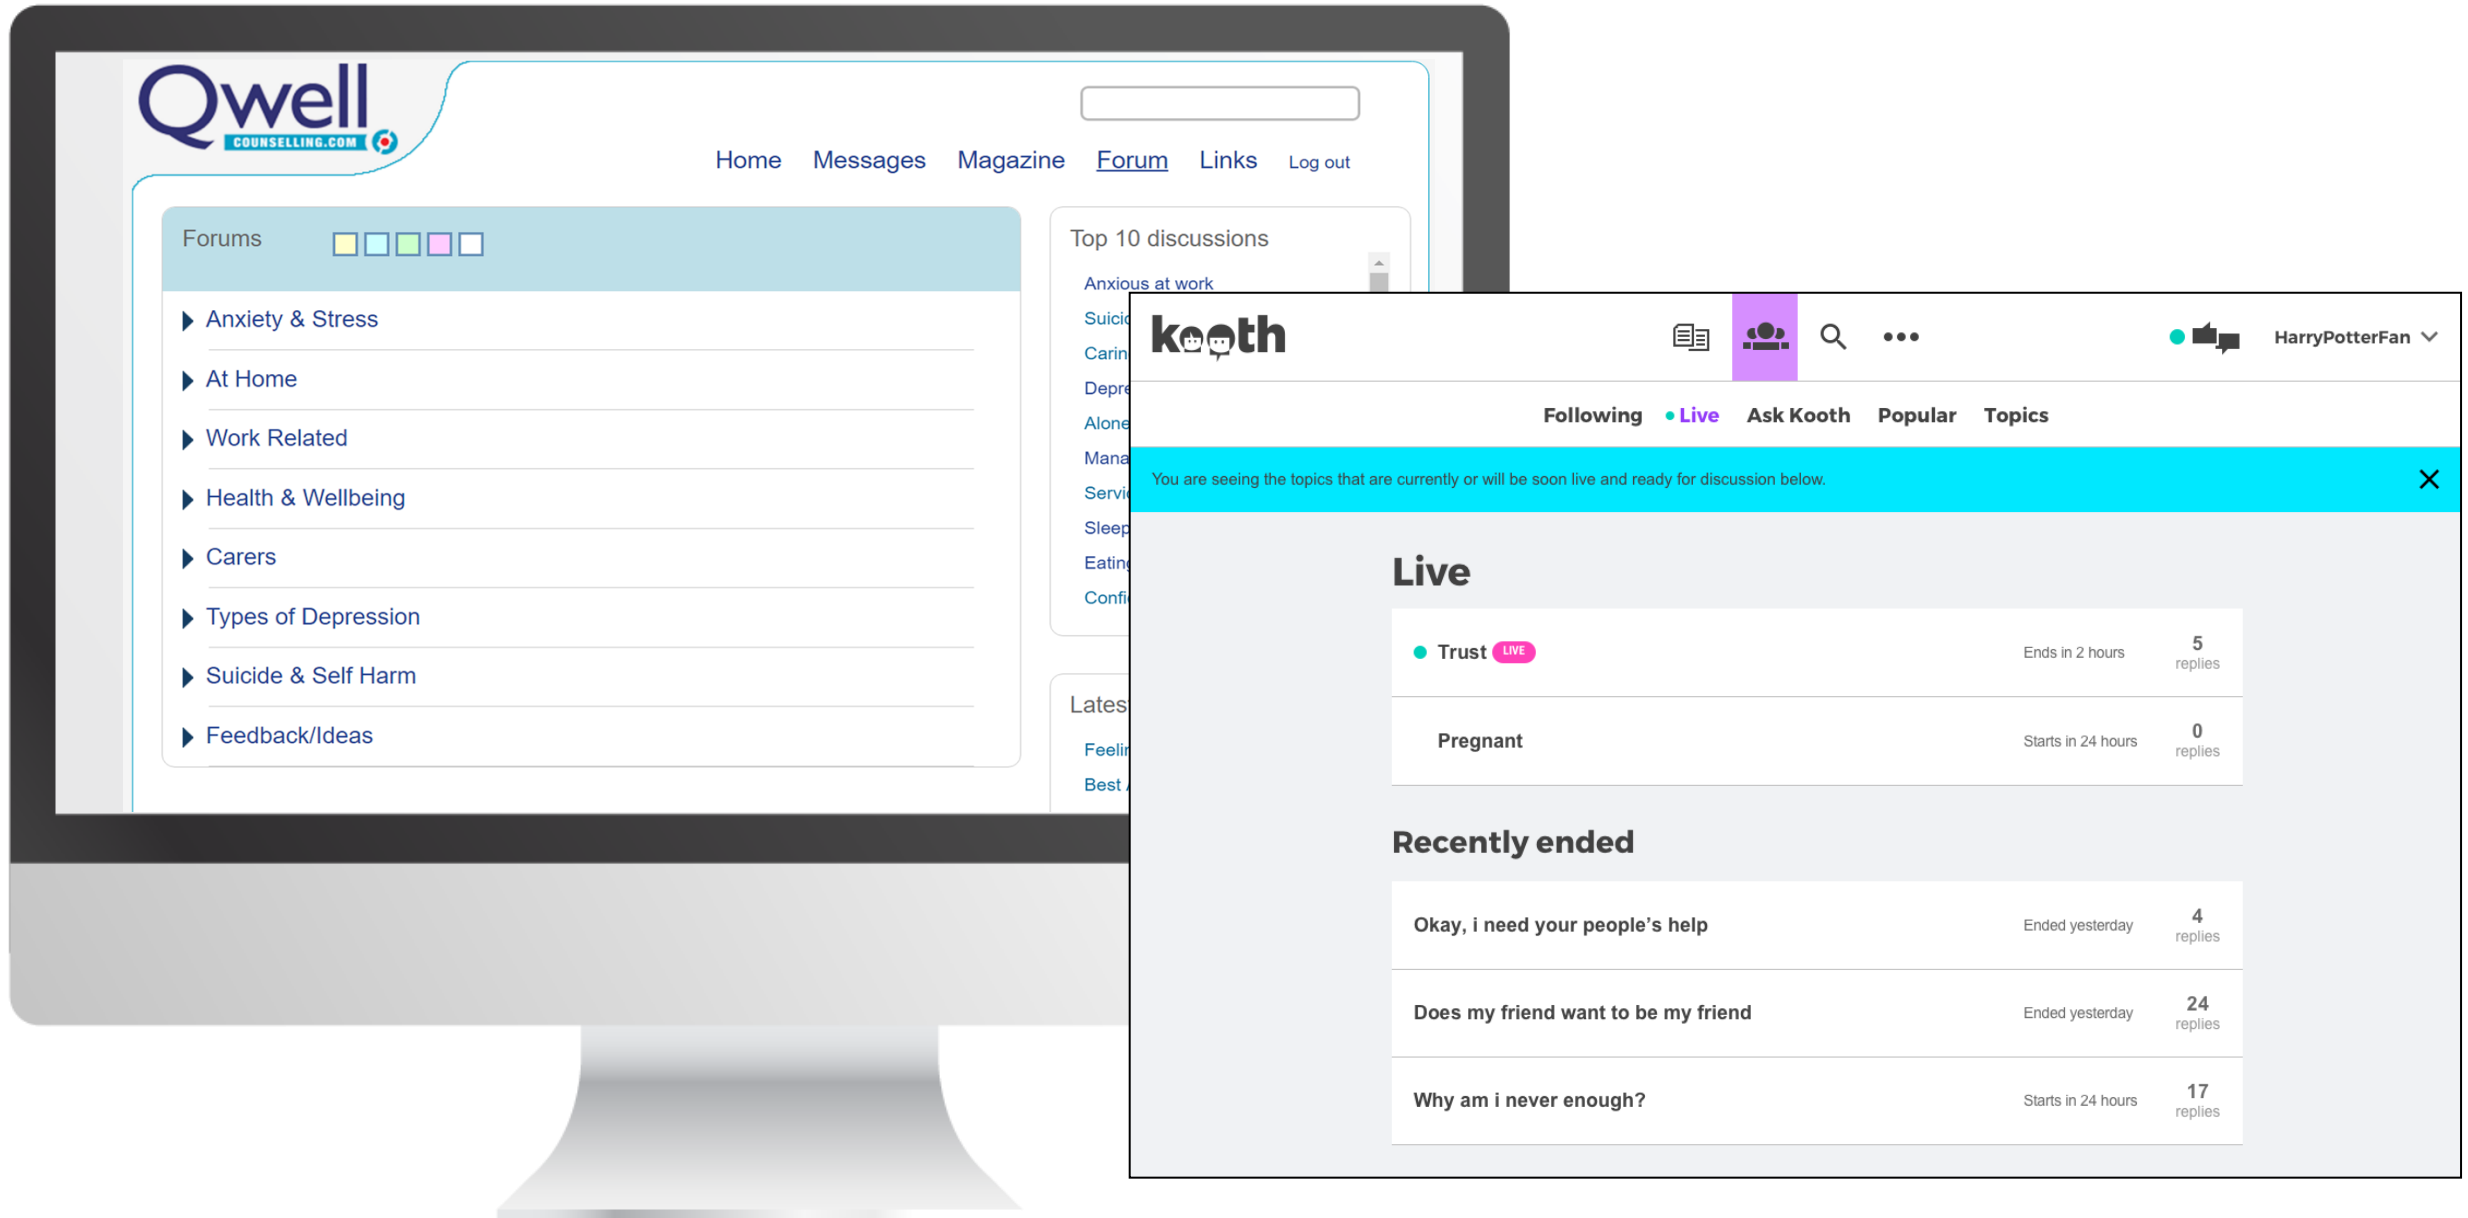 Qwell
COUNSELLING.COM
Home Messages Magazine Forum Links Log out
Forums
Anxiety & Stress
At Home
Work Related
Health & Wellbeing
Carers
Types of Depression
Suicide & Self Harm
Feedback/Ideas
Top 10 discussions
Anxious at work
Alone
kooth
HarryPotterFan
Following Live Ask Kooth Popular Topics
You are seeing the topics that are currently or will be soon live and ready for discussion below.
Live
Trust LIVE Ends in 2 hours 5 replies
Pregnant Starts in 24 hours 0 replies
Recently ended
Okay, i need your people’s help Ended yesterday 4 replies
Does my friend want to be my friend Ended yesterday 24 replies
Why am i never enough? Starts in 24 hours 17 replies
Best